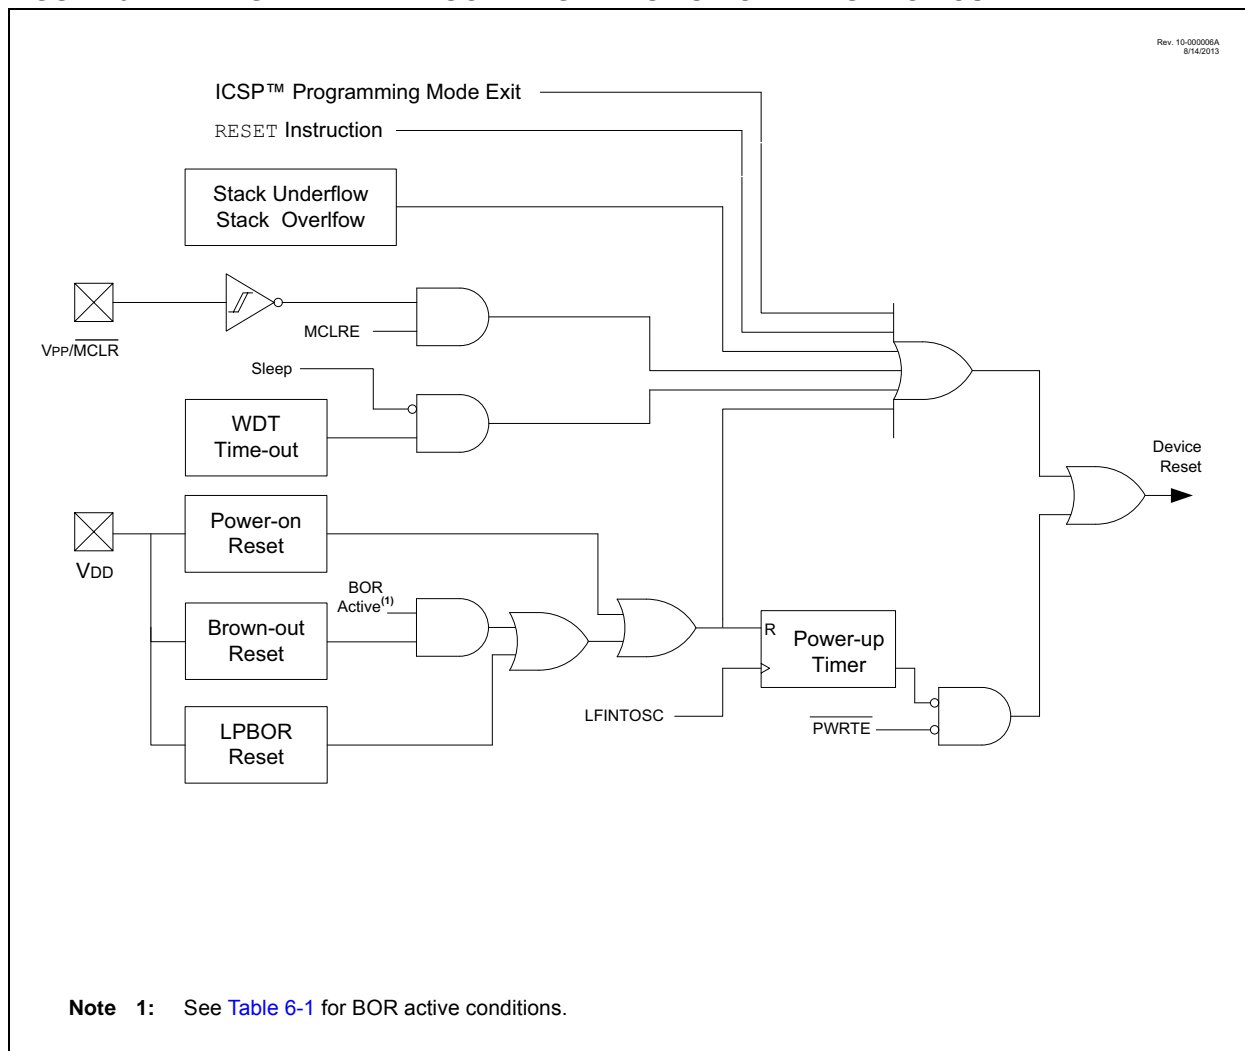 Rev. 10-000006A
8/14/2013
ICSP™ Programming Mode Exit
RESET Instruction
Stack Underflow
Stack Overlfow
VPP/MCLR
MCLRE
Sleep
WDT
Time-out
Device
Reset
VDD
Power-on
Reset
BOR
Active(1)
Brown-out
Reset
R
Power-up
Timer
LFINTOSC
PWRTE
LPBOR
Reset
Note 1: See Table 6-1 for BOR active conditions.